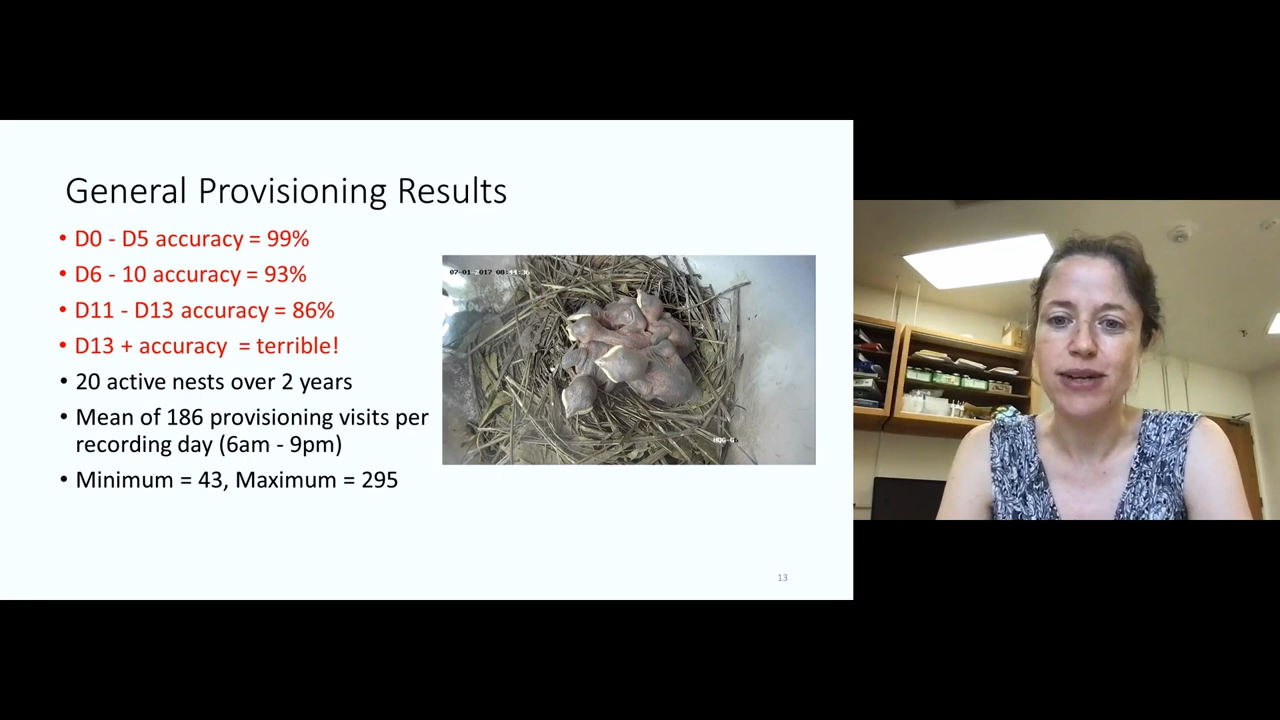 General Provisioning Results
• D0 - D5 accuracy = 99%
• D6 - 10 accuracy = 93%
• D11 - D13 accuracy = 86%
• D13 + accuracy  = terrible!
• 20 active nests over 2 years
• Mean of 186 provisioning visits per
recording day (6am - 9pm)
• Minimum = 43, Maximum = 295
13